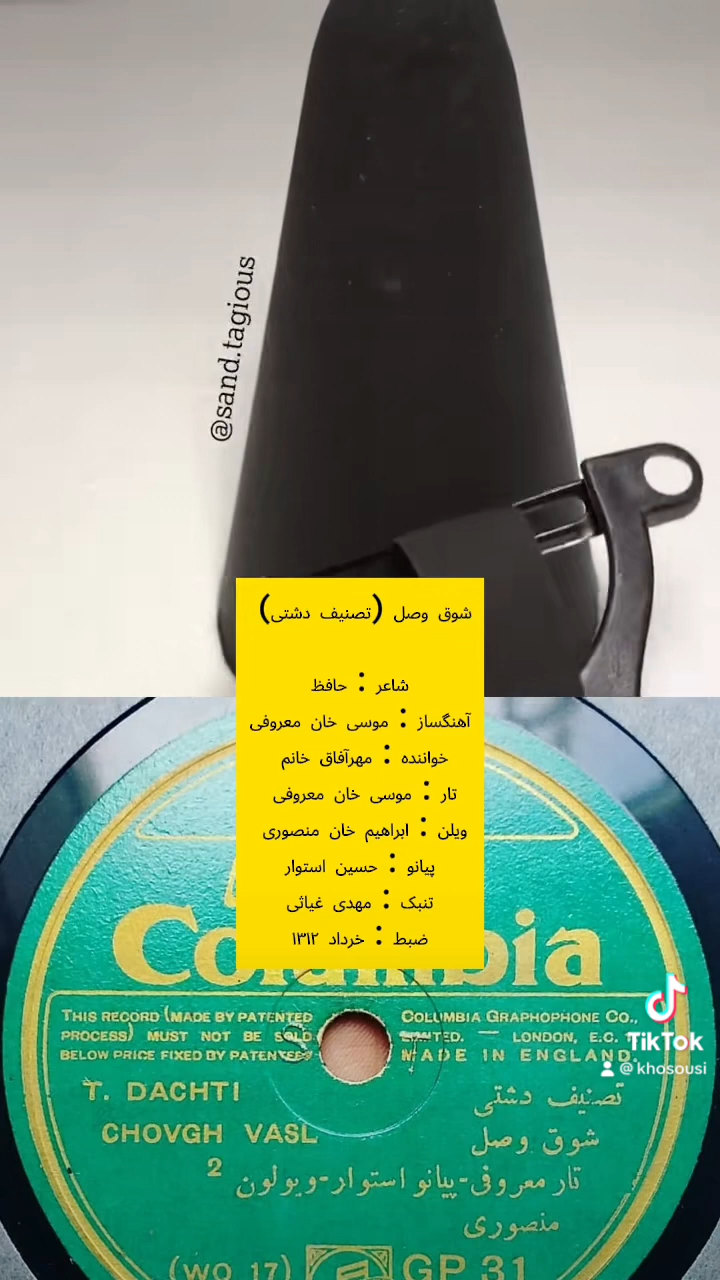 @sand.tagious
شوق وصل (تصنیف دشتی)
شاعر : حافظ
آهنگساز : موسی خان معروفی
خواننده : مهرآفاق خانم
تار : موسی خان معروفی
ویلن : ابراهیم خان منصوری
پیانو : حسین استوار
تنبک : مهدی غیاثی
ضبط : خرداد ۱۳۱۲
Columbia
THIS RECORD (MADE BY PATENTED
PROCESS) MUST NOT BE SOLD
BELOW PRICE FIXED BY PATENTEES
COLUMBIA GRAPHOPHONE CO.,
LIMITED. — LONDON, E.C.
MADE IN ENGLAND.
TikTok
@khosousi
T. DACHTI
CHOVGH VASL
2
تصنیف دشتی
شوق وصل
تار معروفی-پیانو استوار-ویولون
منصوری
(WO 17)
GP 31